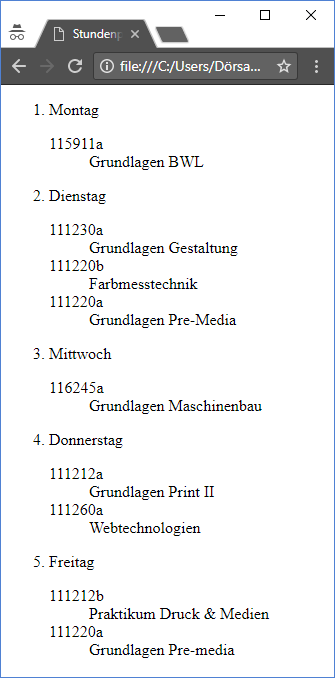 Stundenp
file:///C:/Users/Dörsa...
1. Montag
115911a
Grundlagen BWL
2. Dienstag
111230a
Grundlagen Gestaltung
111220b
Farbmesstechnik
111220a
Grundlagen Pre-Media
3. Mittwoch
116245a
Grundlagen Maschinenbau
4. Donnerstag
111212a
Grundlagen Print II
111260a
Webtechnologien
5. Freitag
111212b
Praktikum Druck & Medien
111220a
Grundlagen Pre-media